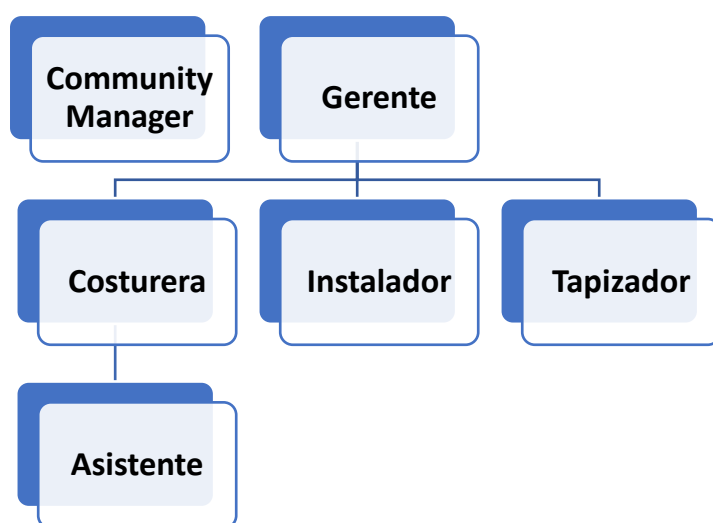 Community
Manager
Gerente
Costurera
Instalador
Tapizador
Asistente